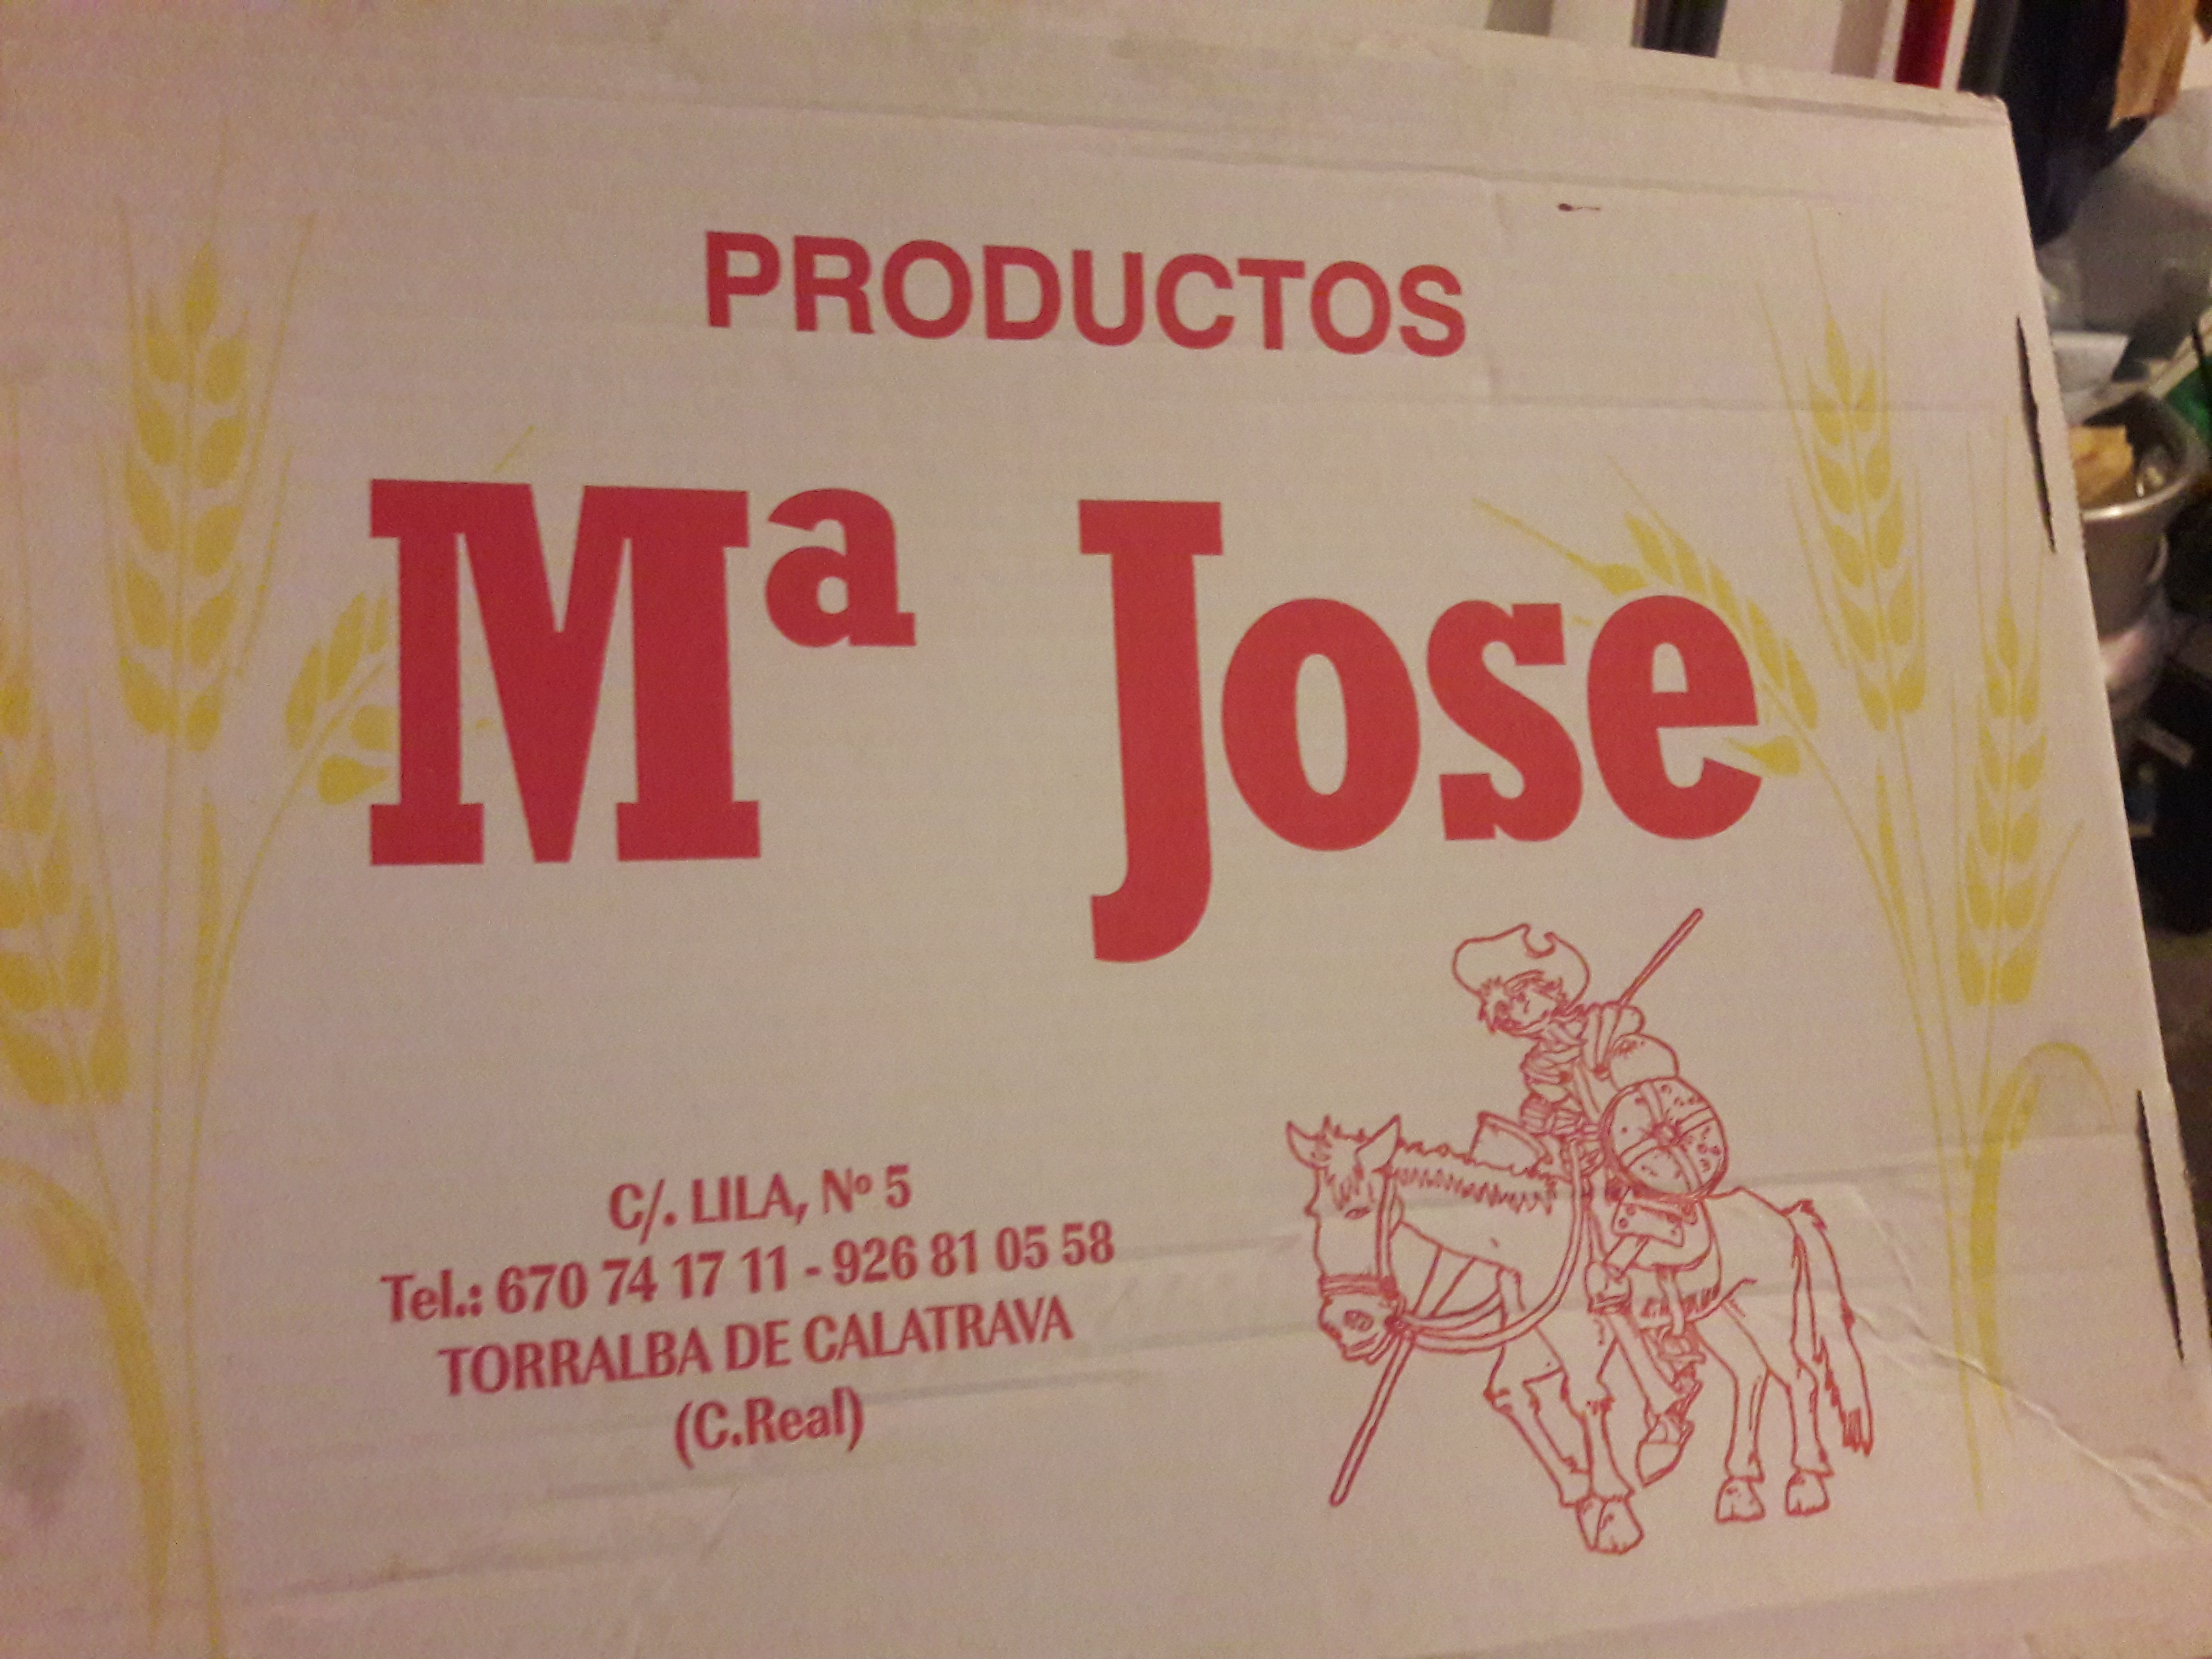 PRODUCTOS
Mª Jose
C/. LILA, Nº 5
Tel.: 670 74 17 11 - 926 81 05 58
TORRALBA DE CALATRAVA
(C.Real)